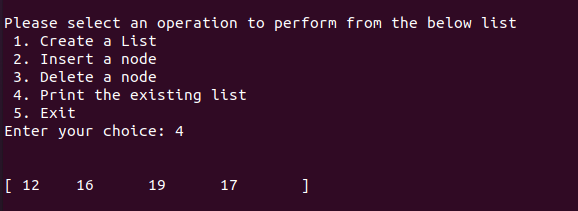 Please select an operation to perform from the below list
1. Create a List
2. Insert a node
3. Delete a node
4. Print the existing list
5. Exit
Enter your choice: 4
[ 12    16      19      17       ]